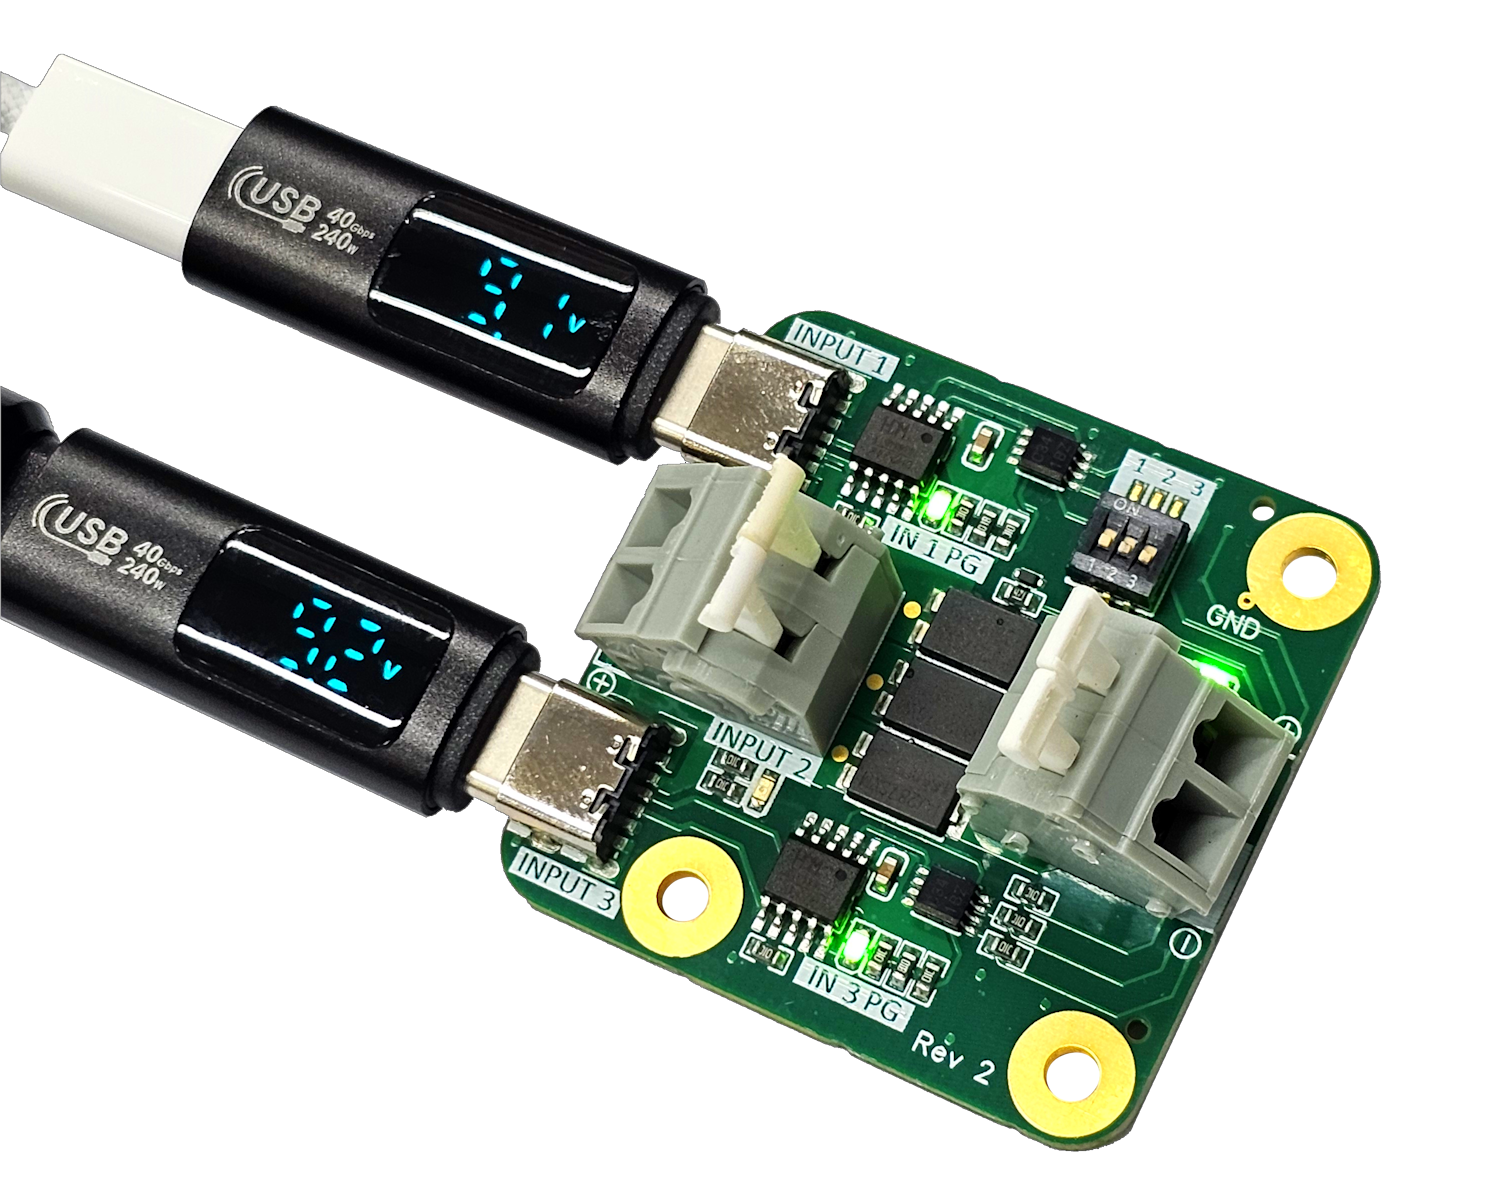 USB 40Gbps
240W
9.1v
INPUT 1
1 2 3
ON
1 2 3
IN 1 PG
GND
USB 40Gbps
240W
9.2v
INPUT 2
INPUT 3
IN 3 PG
Rev 2